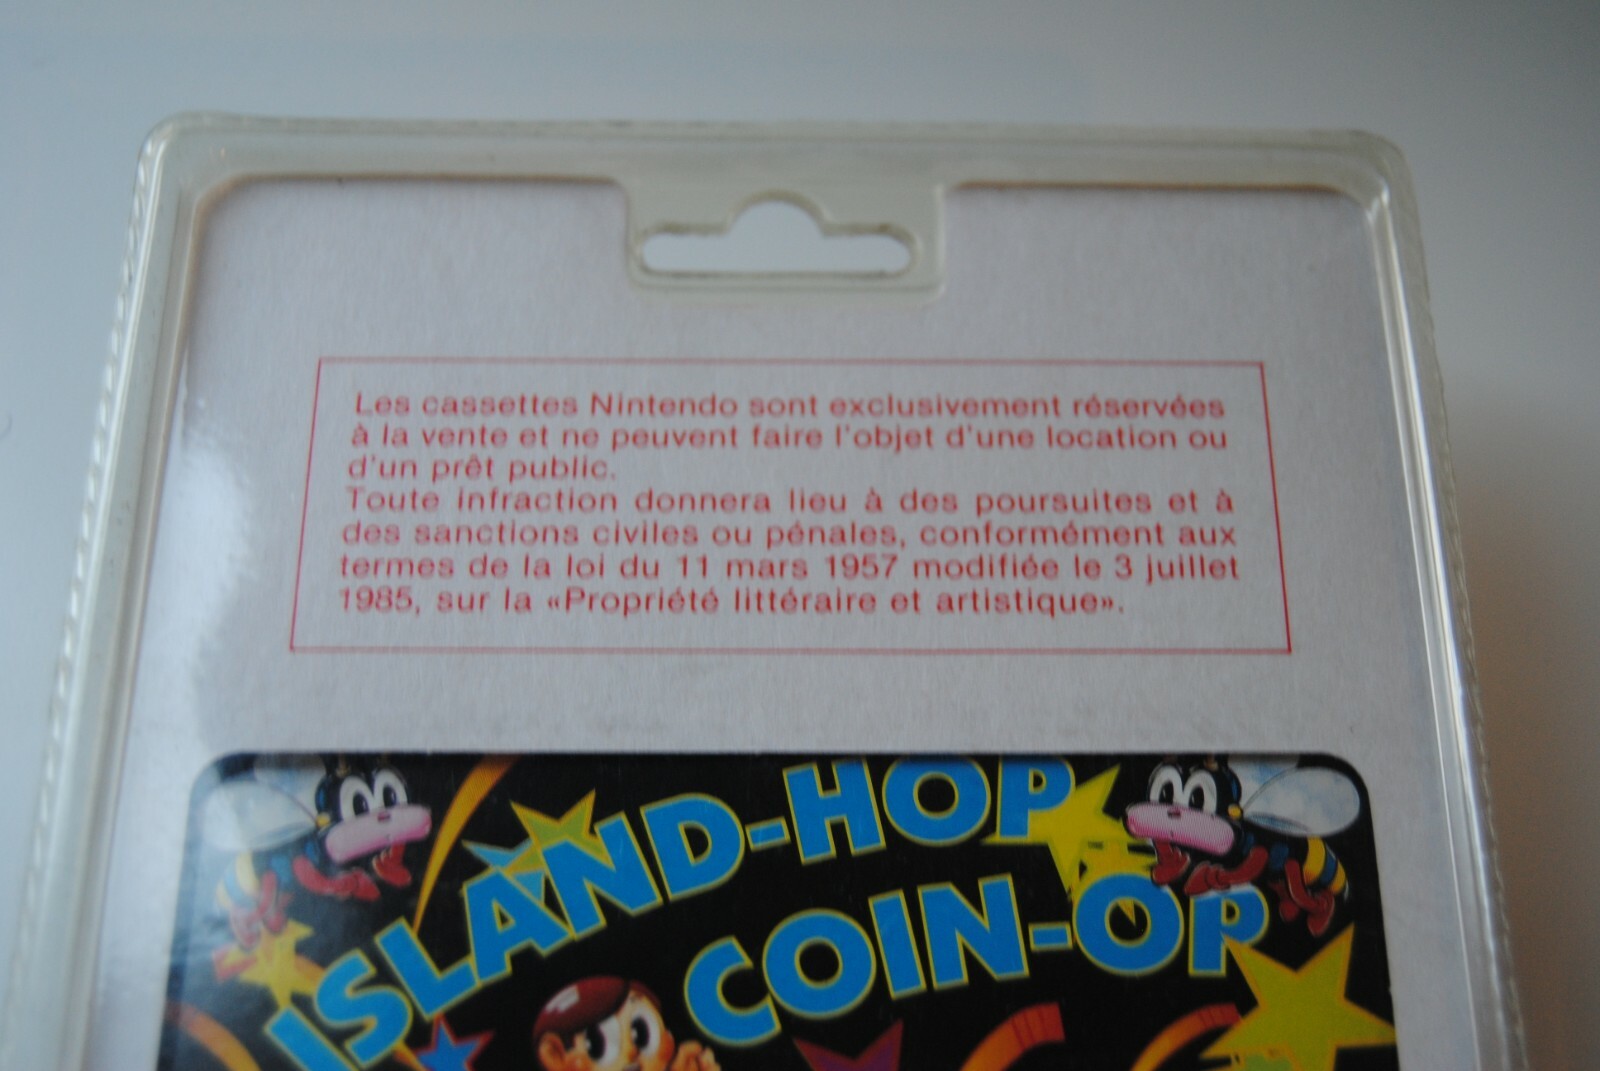 Les cassettes Nintendo sont exclusivement réservées
à la vente et ne peuvent faire l'objet d'une location ou
d'un prêt public.
Toute infraction donnera lieu à des poursuites et à
des sanctions civiles ou pénales, conformément aux
termes de la loi du 11 mars 1957 modifiée le 3 juillet
1985, sur la «Propriété littéraire et artistique».
ISLAND-HOP
COIN-OP